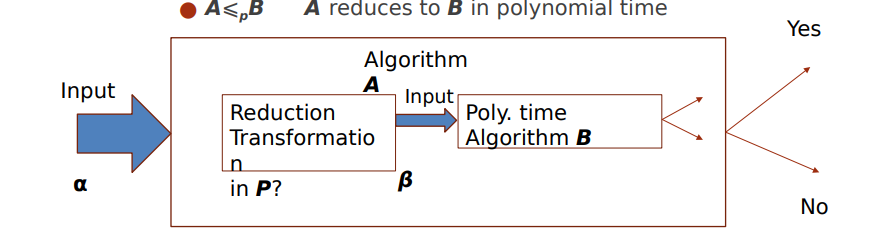 A≤pB A reduces to B in polynomial time
Yes
Algorithm
A
Input
Input
Reduction
Transformatio
n
in P?
Poly. time
Algorithm B
α
β
No